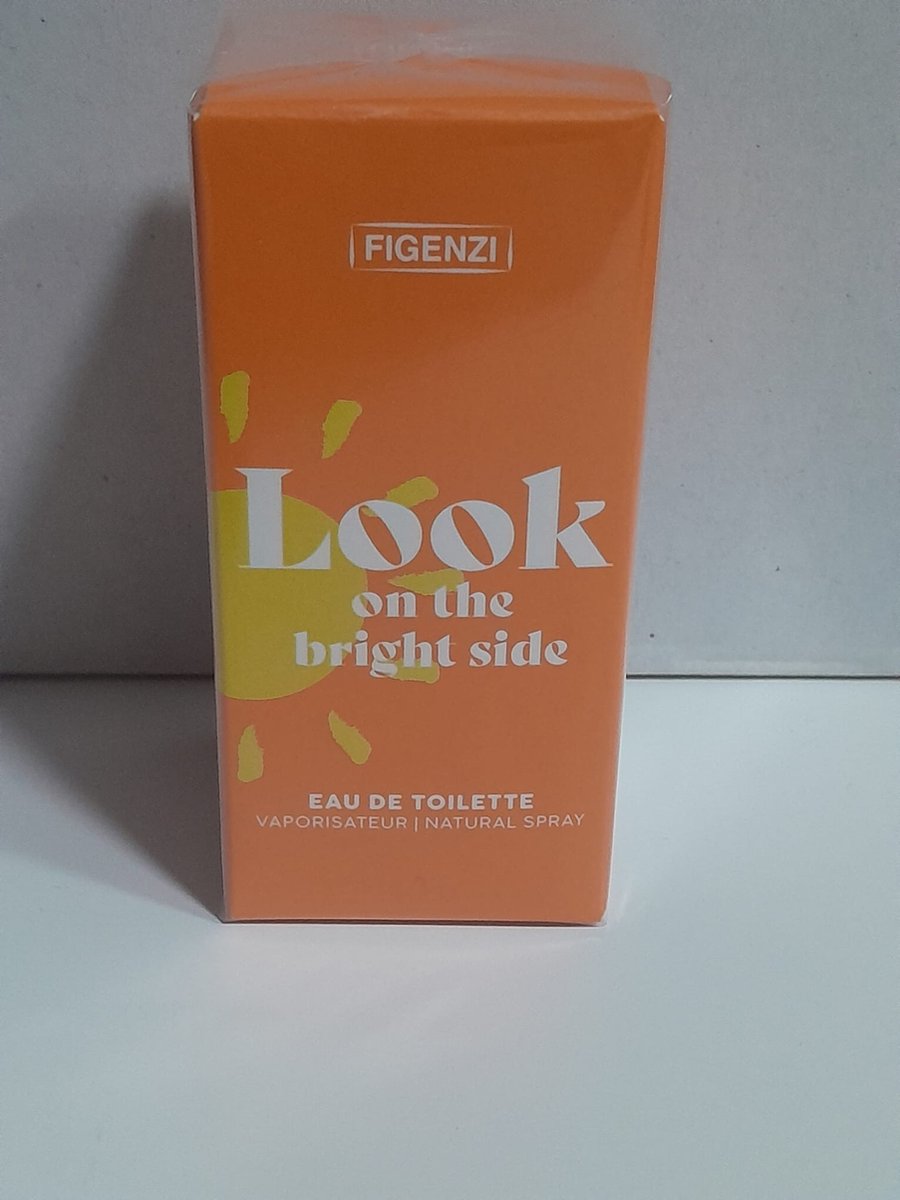 FIGENZI
Look
on the
bright side
EAU DE TOILETTE
VAPORISATEUR | NATURAL SPRAY